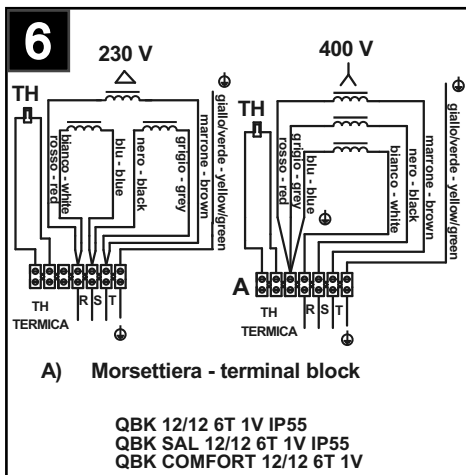 6
230 V
400 V
TH
rosso - red
bianco - white
blu - blue
nero - black
grigio - grey
marrone - brown
giallo/verde - yellow/green
R S T
TH
TERMICA
TH
rosso - red
grigio - grey
blu - blue
bianco - white
nero - black
marrone - brown
giallo/verde - yellow/green
A
R S T
TH
TERMICA
A) Morsettiera - terminal block
QBK 12/12 6T 1V IP55
QBK SAL 12/12 6T 1V IP55
QBK COMFORT 12/12 6T 1V